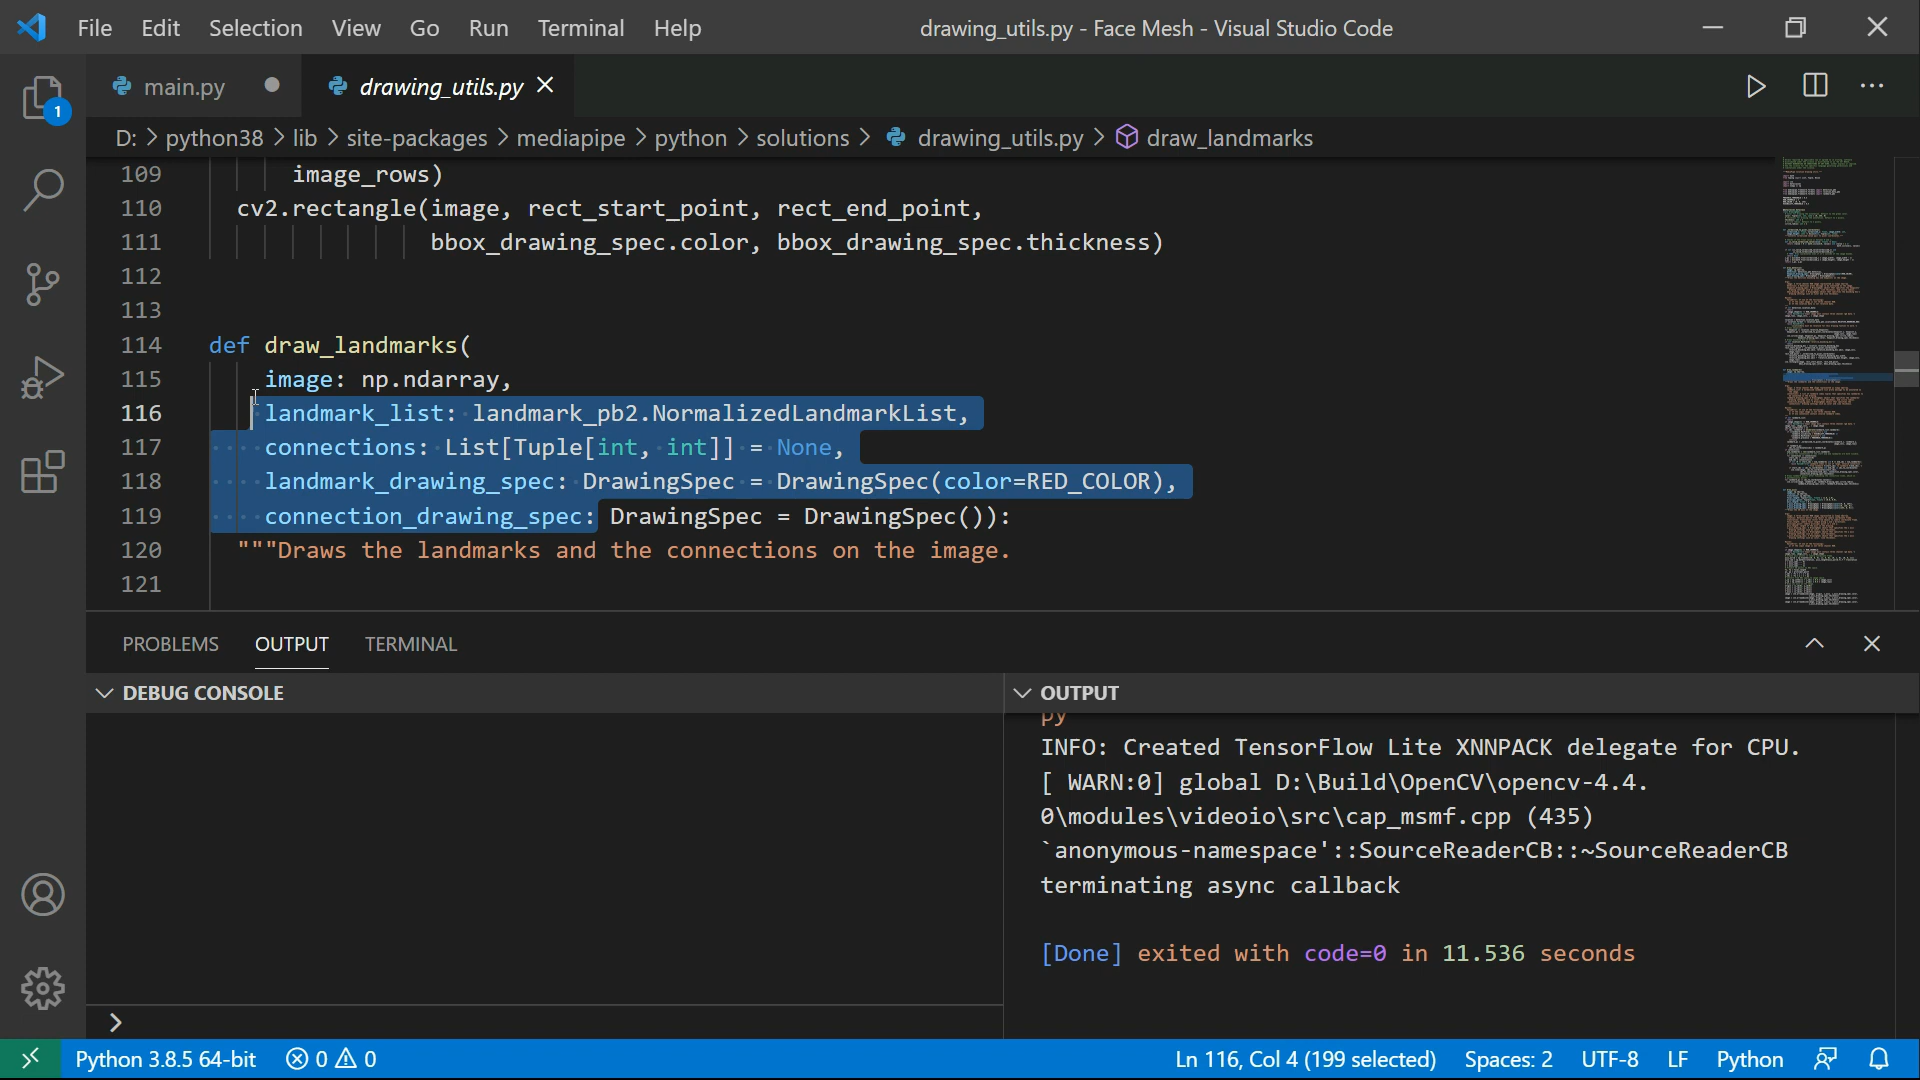 File Edit Selection View Go Run Terminal Help
drawing_utils.py - Face Mesh - Visual Studio Code
1
main.py
drawing_utils.py
D: > python38 > lib > site-packages > mediapipe > python > solutions > drawing_utils.py > draw_landmarks
109 image_rows)
110 cv2.rectangle(image, rect_start_point, rect_end_point,
111 bbox_drawing_spec.color, bbox_drawing_spec.thickness)
112
113
114 def draw_landmarks(
115 image: np.ndarray,
116 landmark_list: landmark_pb2.NormalizedLandmarkList,
117 connections: List[Tuple[int, int]] = None,
118 landmark_drawing_spec: DrawingSpec = DrawingSpec(color=RED_COLOR),
119 connection_drawing_spec: DrawingSpec = DrawingSpec()):
120 """Draws the landmarks and the connections on the image.
121
PROBLEMS OUTPUT TERMINAL
DEBUG CONSOLE
OUTPUT
py
INFO: Created TensorFlow Lite XNNPACK delegate for CPU.
[ WARN:0] global D:\Build\OpenCV\opencv-4.4.
0\modules\videoio\src\cap_msmf.cpp (435)
`anonymous-namespace'::SourceReaderCB::~SourceReaderCB
terminating async callback
[Done] exited with code=0 in 11.536 seconds
Python 3.8.5 64-bit 0 0
Ln 116, Col 4 (199 selected) Spaces: 2 UTF-8 LF Python